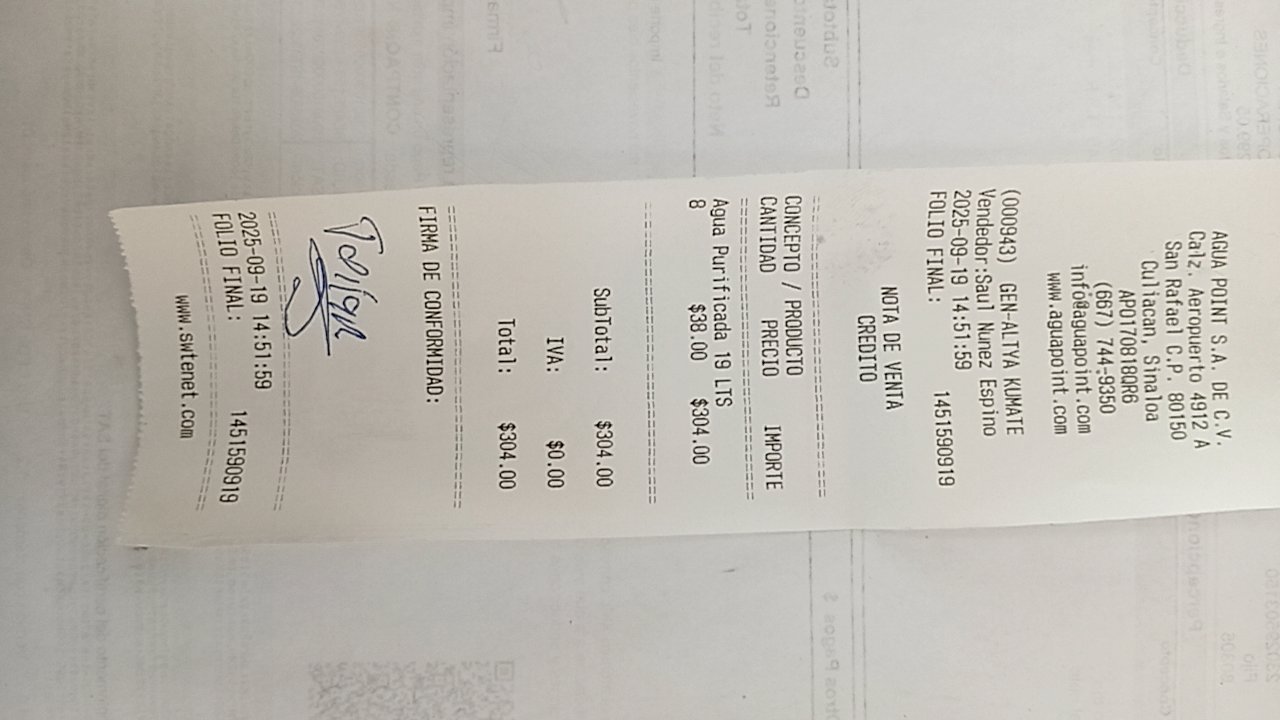 AGUA POINT S.A. DE C.V.
Calz. Aeropuerto 4912 A
San Rafael C.P. 80150
Culiacan, Sinaloa
APO170818QR6
(667) 744-9350
info@aguapoint.com
www.aguapoint.com
(000943) GEN-ALTYA KUMATE
Vendedor:Saul Nunez Espino
2025-09-19 14:51:59
FOLIO FINAL: 1451590919
NOTA DE VENTA
CREDITO
CONCEPTO / PRODUCTO
CANTIDAD PRECIO IMPORTE
Agua Purificada 19 LTS
8 $38.00 $304.00
SubTotal: $304.00
IVA: $0.00
Total: $304.00
FIRMA DE CONFORMIDAD:
2025-09-19 14:51:59
FOLIO FINAL: 1451590919
www.swtenet.com